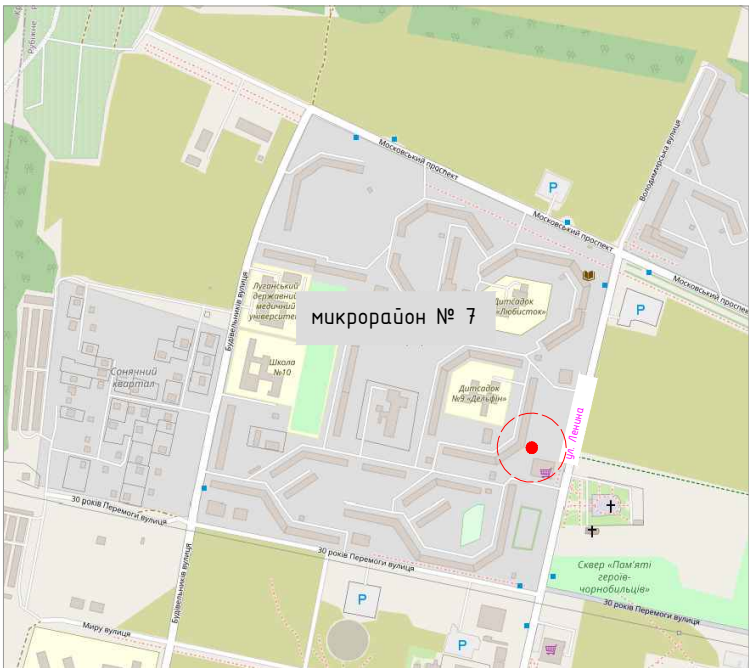 Рубіжне
Московський проспект
Володимирська вулиця
P
Московський проспект
Московський проспект
P
Будівельників вулиця
Луганський
державний
медичний
університет
Дитсадок
«Любисток»
микрорайон № 7
Школа
№10
Сонячний
квартал
Дитсадок
№9 «Дельфін»
ул. Ленина
30 років Перемоги вулиця
30 років Перемоги вулиця
Сквер «Пам'яті
героїв-
чорнобильців»
Будівельників вулиця
P
30 років Перемоги вулиця
Миру вулиця
P